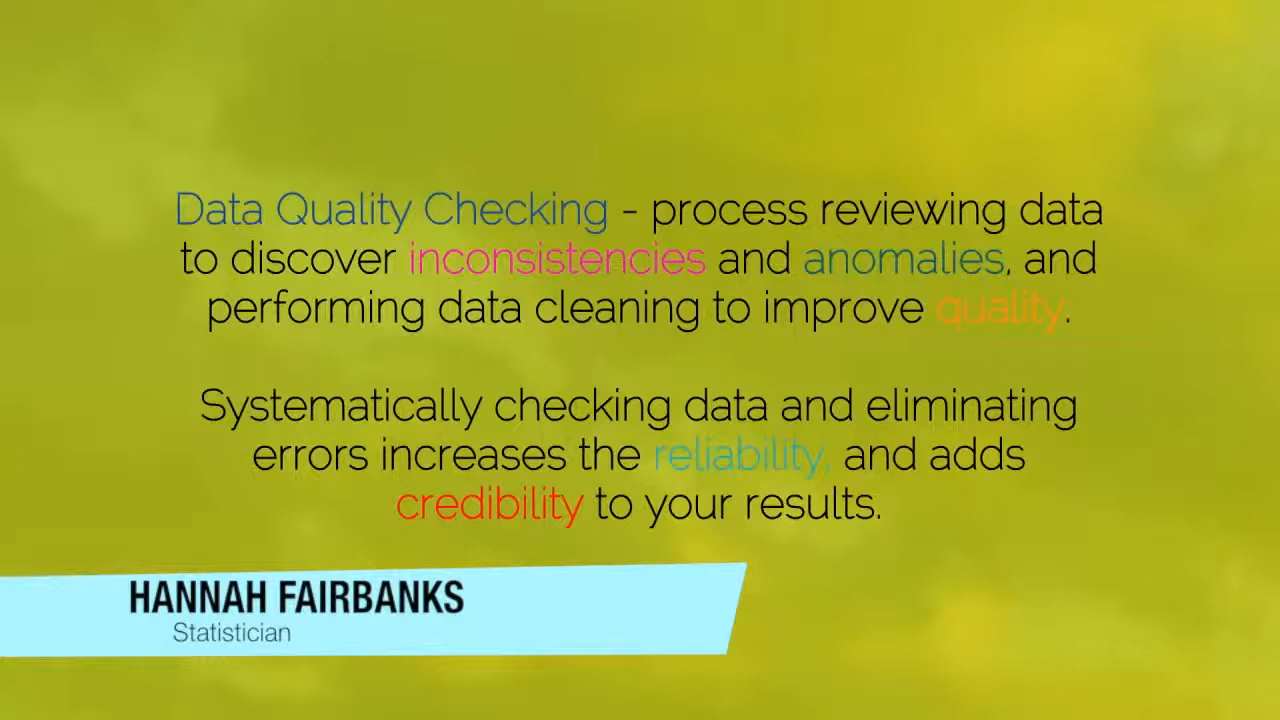 Data Quality Checking - process reviewing data
to discover inconsistencies and anomalies, and
performing data cleaning to improve quality.
Systematically checking data and eliminating
errors increases the reliability, and adds
credibility to your results.
HANNAH FAIRBANKS
Statistician